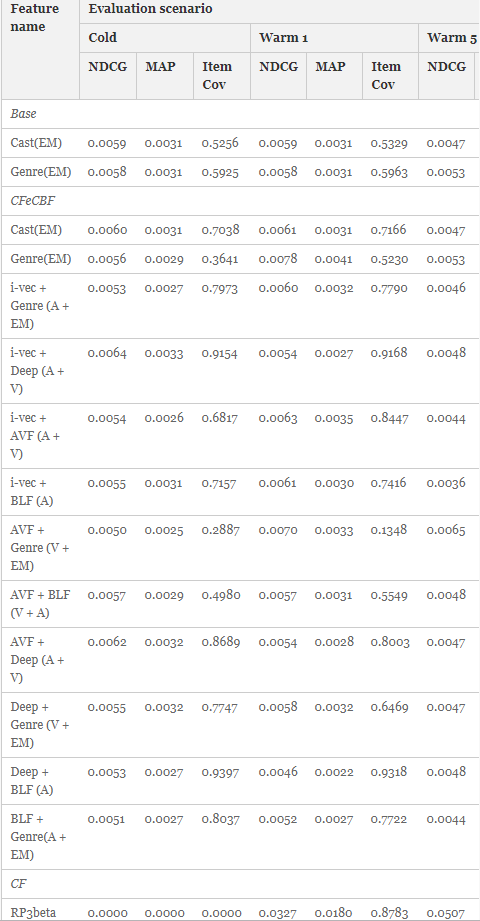 Feature name | Evaluation scenario
Cold | Warm 1 | Warm 5
NDCG | MAP | Item Cov | NDCG | MAP | Item Cov | NDCG
Base
Cast(EM) | 0.0059 | 0.0031 | 0.5256 | 0.0059 | 0.0031 | 0.5329 | 0.0047
Genre(EM) | 0.0058 | 0.0031 | 0.5925 | 0.0058 | 0.0031 | 0.5963 | 0.0053
CFeCBF
Cast(EM) | 0.0060 | 0.0031 | 0.7038 | 0.0061 | 0.0031 | 0.7166 | 0.0047
Genre(EM) | 0.0056 | 0.0029 | 0.3641 | 0.0078 | 0.0041 | 0.5230 | 0.0053
i-vec + Genre (A + EM) | 0.0053 | 0.0027 | 0.7973 | 0.0060 | 0.0032 | 0.7790 | 0.0046
i-vec + Deep (A + V) | 0.0064 | 0.0033 | 0.9154 | 0.0054 | 0.0027 | 0.9168 | 0.0048
i-vec + AVF (A + V) | 0.0054 | 0.0026 | 0.6817 | 0.0063 | 0.0035 | 0.8447 | 0.0044
i-vec + BLF (A) | 0.0055 | 0.0031 | 0.7157 | 0.0061 | 0.0030 | 0.7416 | 0.0036
AVF + Genre (V + EM) | 0.0050 | 0.0025 | 0.2887 | 0.0070 | 0.0033 | 0.1348 | 0.0065
AVF + BLF (V + A) | 0.0057 | 0.0029 | 0.4980 | 0.0057 | 0.0031 | 0.5549 | 0.0048
AVF + Deep (A + V) | 0.0062 | 0.0032 | 0.8689 | 0.0054 | 0.0028 | 0.8003 | 0.0047
Deep + Genre (V + EM) | 0.0055 | 0.0032 | 0.7747 | 0.0058 | 0.0032 | 0.6469 | 0.0047
Deep + BLF (A) | 0.0053 | 0.0027 | 0.9397 | 0.0046 | 0.0022 | 0.9318 | 0.0048
BLF + Genre(A + EM) | 0.0051 | 0.0027 | 0.8037 | 0.0052 | 0.0027 | 0.7722 | 0.0044
CF
RP3beta | 0.0000 | 0.0000 | 0.0000 | 0.0327 | 0.0180 | 0.8783 | 0.0507